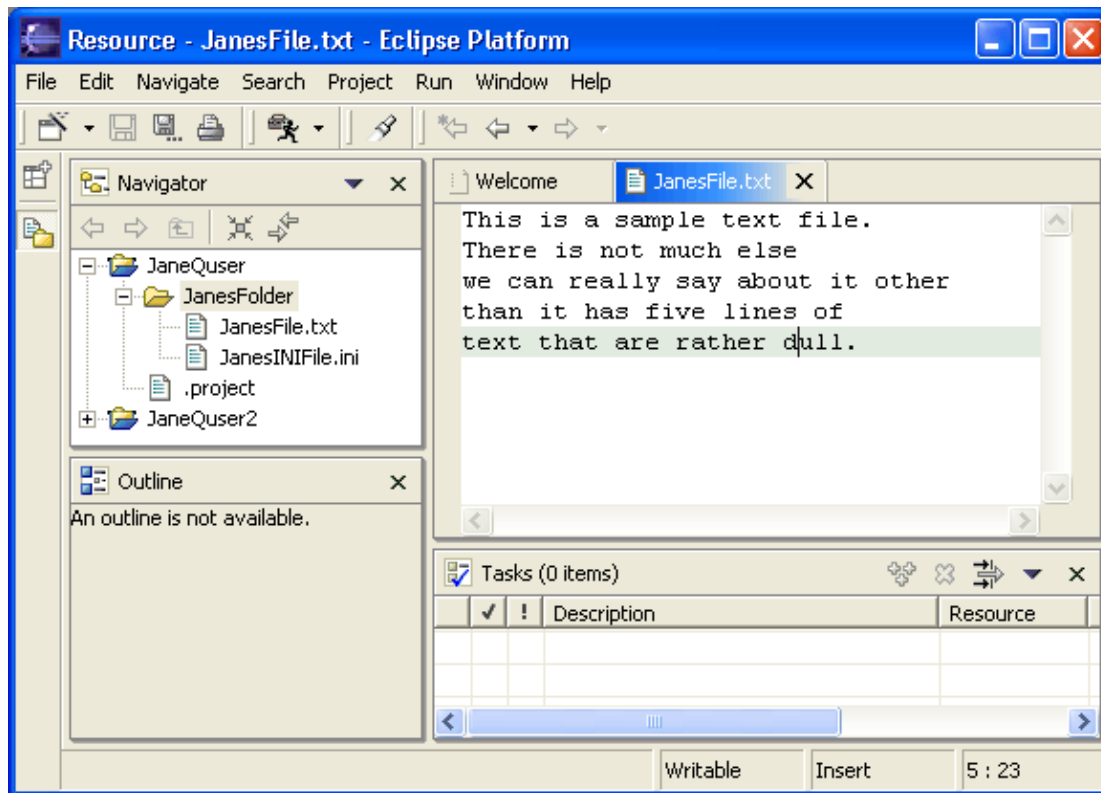 Resource - JanesFile.txt - Eclipse Platform
File Edit Navigate Search Project Run Window Help
Navigator
JaneQuser
JanesFolder
JanesFile.txt
JanesINIFile.ini
.project
JaneQuser2
Outline
An outline is not available.
Welcome JanesFile.txt
This is a sample text file.
There is not much else
we can really say about it other
than it has five lines of
text that are rather dull.
Tasks (0 items)
! Description Resource
Writable Insert 5 : 23